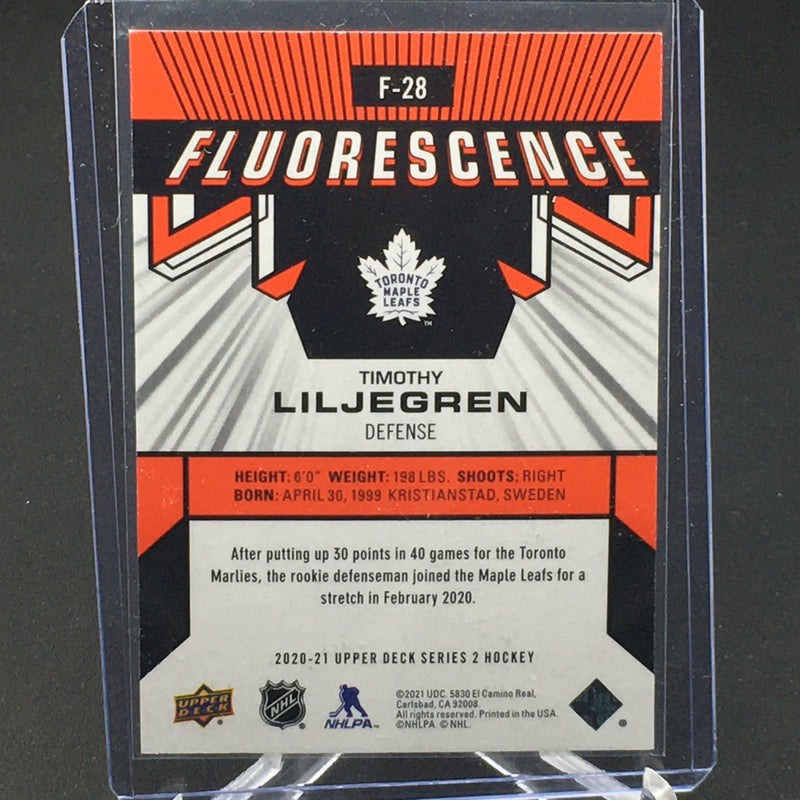 F-28
FLUORESCENCE
TORONTO
MAPLE
LEAFS
TM
TIMOTHY
LILJEGREN
DEFENSE
HEIGHT: 6'0" WEIGHT: 198 LBS. SHOOTS: RIGHT
BORN: APRIL 30, 1999 KRISTIANSTAD, SWEDEN
After putting up 30 points in 40 games for the Toronto
Marlies, the rookie defenseman joined the Maple Leafs for a
stretch in February 2020.
2020-21 UPPER DECK SERIES 2 HOCKEY
UPPER
DECK
NHL
NHLPA
©2021 UDC. 5830 El Camino Real,
Carlsbad, CA 92008.
All rights reserved. Printed in the USA.
©NHLPA. © NHL.